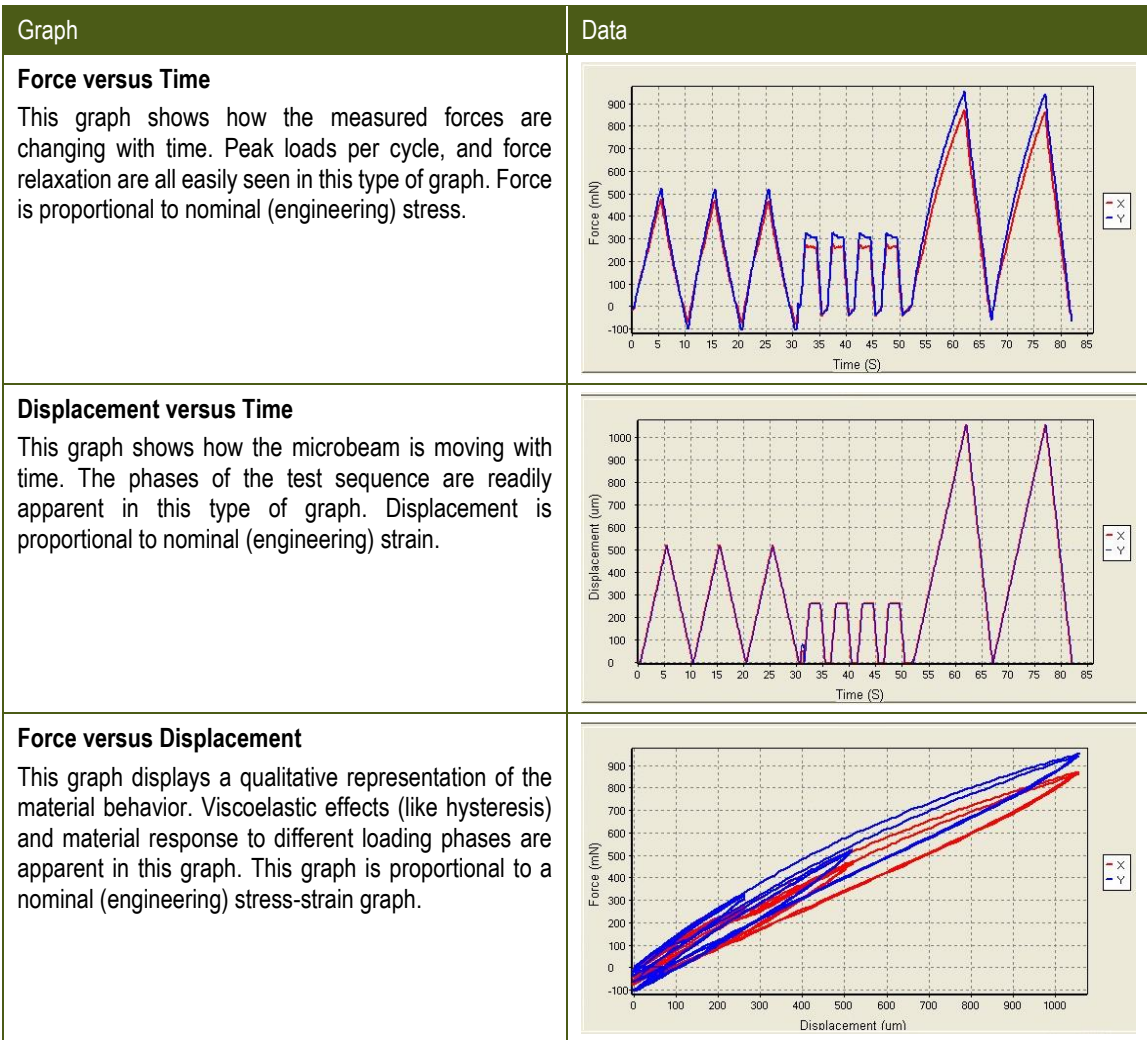 Graph
Data
Force versus Time
This graph shows how the measured forces are
changing with time. Peak loads per cycle, and force
relaxation are all easily seen in this type of graph. Force
is proportional to nominal (engineering) stress.
900
800
700
600
500
400
300
200
100
0
-100
Force (mN)
0 5 10 15 20 25 30 35 40 45 50 55 60 65 70 75 80 85
Time (S)
X
Y
Displacement versus Time
This graph shows how the microbeam is moving with
time. The phases of the test sequence are readily
apparent in this type of graph. Displacement is
proportional to nominal (engineering) strain.
1000
900
800
700
600
500
400
300
200
100
0
Displacement (um)
0 5 10 15 20 25 30 35 40 45 50 55 60 65 70 75 80 85
Time (S)
X
Y
Force versus Displacement
This graph displays a qualitative representation of the
material behavior. Viscoelastic effects (like hysteresis)
and material response to different loading phases are
apparent in this graph. This graph is proportional to a
nominal (engineering) stress-strain graph.
900
800
700
600
500
400
300
200
100
0
-100
Force (mN)
0 100 200 300 400 500 600 700 800 900 1000
Displacement (um)
X
Y